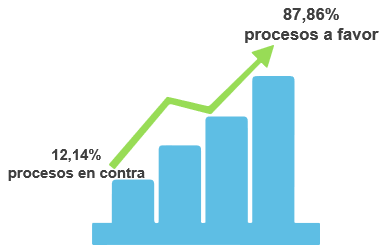 87,86%
procesos a favor
12,14%
procesos en contra